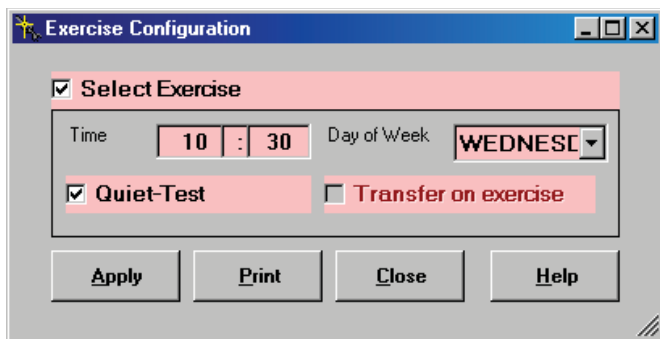 Exercise Configuration
Select Exercise
Time 10 : 30 Day of Week WEDNESD
Quiet-Test Transfer on exercise
Apply Print Close Help